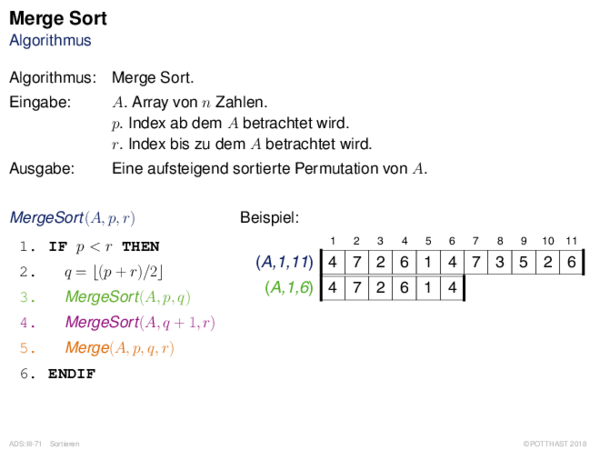 Merge Sort
Algorithmus
Algorithmus: Merge Sort.
Eingabe: A. Array von n Zahlen.
p. Index ab dem A betrachtet wird.
r. Index bis zu dem A betrachtet wird.
Ausgabe: Eine aufsteigend sortierte Permutation von A.
MergeSort(A, p, r)
1. IF p < r THEN
2. q = ⌊(p + r)/2⌋
3. MergeSort(A, p, q)
4. MergeSort(A, q + 1, r)
5. Merge(A, p, q, r)
6. ENDIF
Beispiel:
1 2 3 4 5 6 7 8 9 10 11
(A,1,11) 4 7 2 6 1 4 7 3 5 2 6
(A,1,6) 4 7 2 6 1 4
ADS:III-71 Sortieren
©POTTHAST 2018